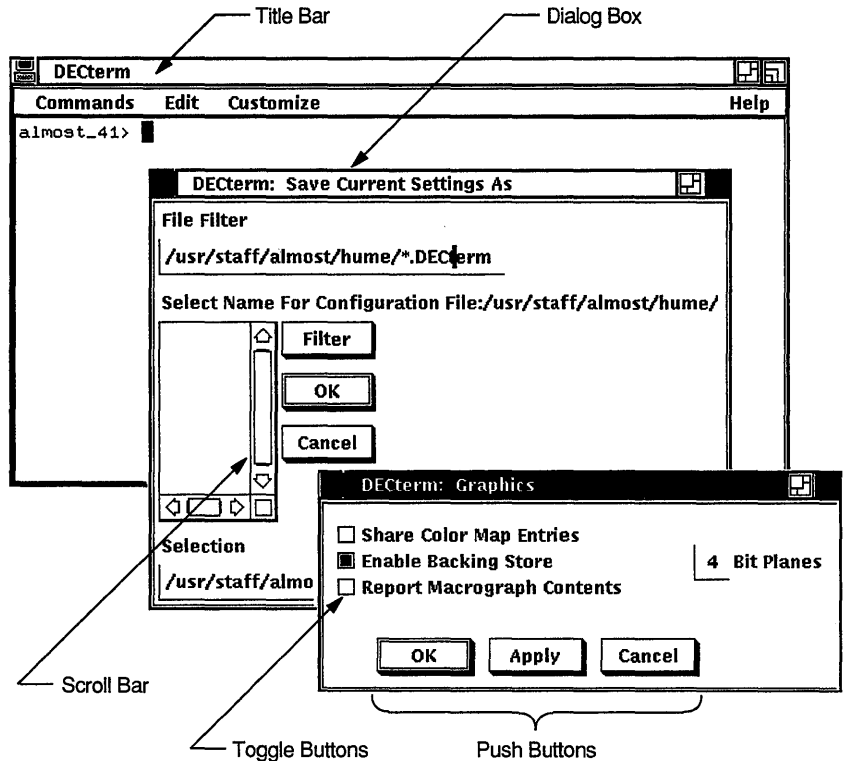 Title Bar
Dialog Box
DECterm
Commands Edit Customize Help
almost_41>
DECterm: Save Current Settings As
File Filter
/usr/staff/almost/hume/*.DECterm
Select Name For Configuration File:/usr/staff/almost/hume/
Filter
OK
Cancel
Selection
/usr/staff/almo
DECterm: Graphics
Share Color Map Entries
Enable Backing Store
4 Bit Planes
Report Macrograph Contents
OK Apply Cancel
Scroll Bar
Toggle Buttons
Push Buttons